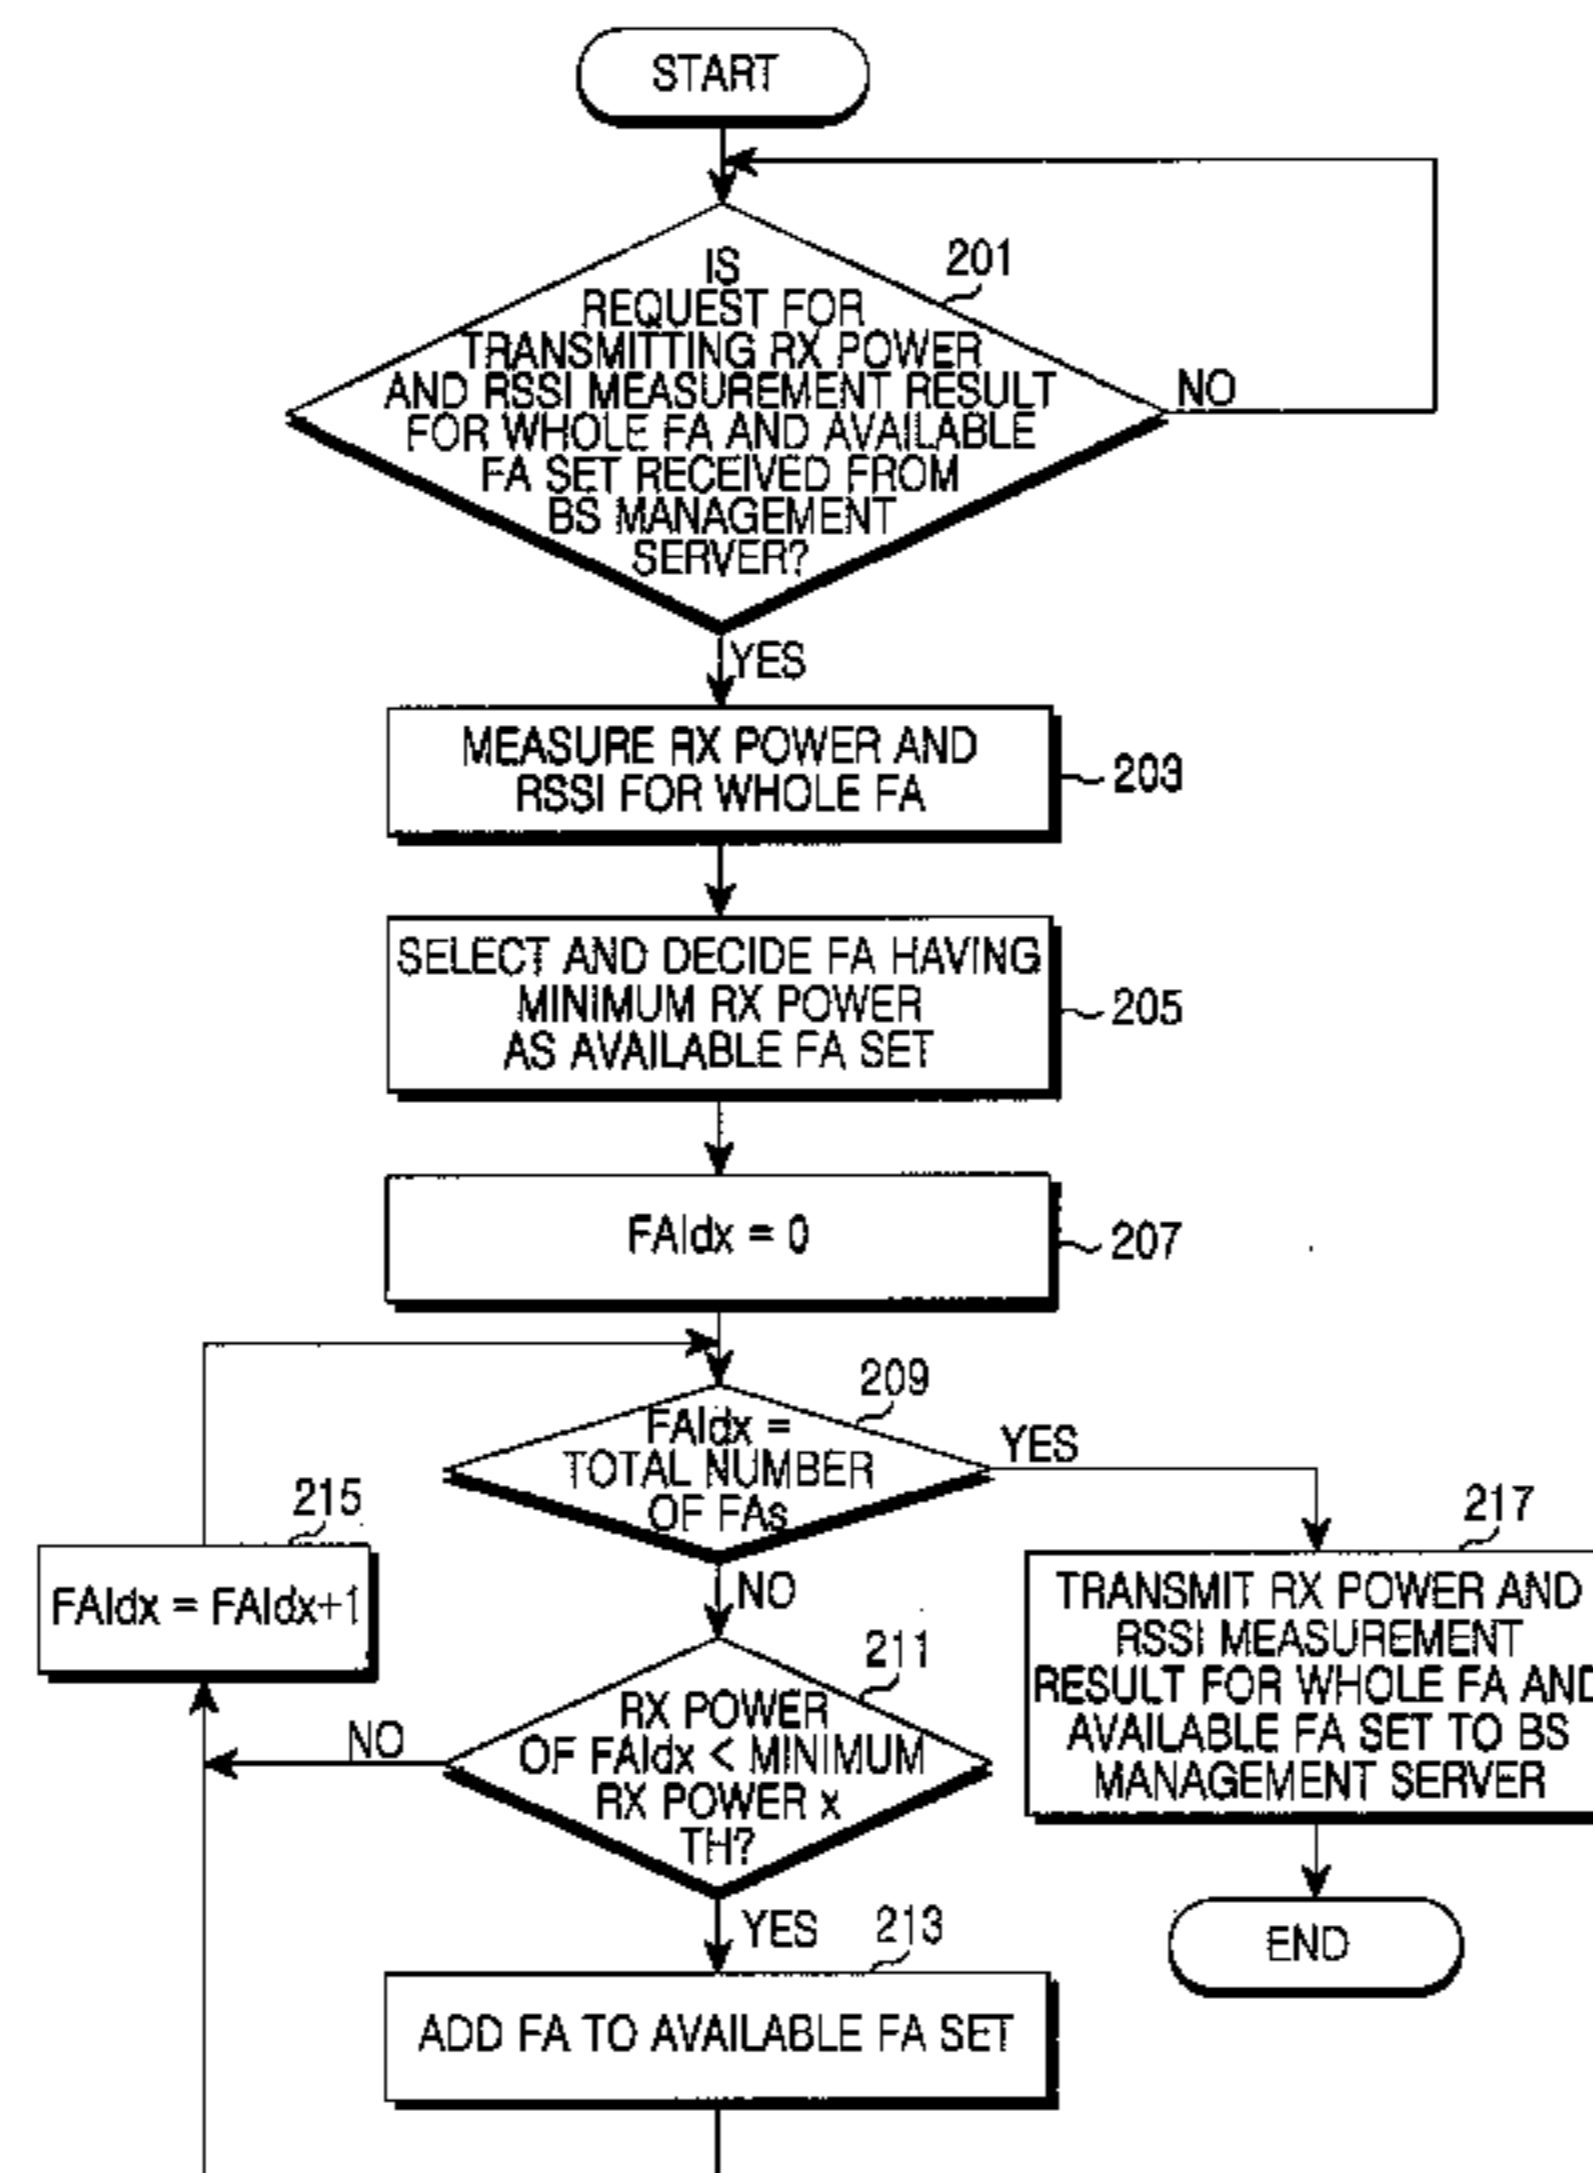 START
201
IS
REQUEST FOR
TRANSMITTING RX POWER
AND RSSI MEASUREMENT RESULT
FOR WHOLE FA AND AVAILABLE
FA SET RECEIVED FROM
BS MANAGEMENT
SERVER?
NO
YES
MEASURE RX POWER AND
RSSI FOR WHOLE FA
203
SELECT AND DECIDE FA HAVING
MINIMUM RX POWER
AS AVAILABLE FA SET
205
FAIdx = 0
207
209
FAIdx =
TOTAL NUMBER
OF FAs
YES
NO
215
FAIdx = FAIdx+1
217
TRANSMIT RX POWER AND
RSSI MEASUREMENT
RESULT FOR WHOLE FA AND
AVAILABLE FA SET TO BS
MANAGEMENT SERVER
211
RX POWER
OF FAIdx < MINIMUM
RX POWER x
TH?
NO
YES
213
ADD FA TO AVAILABLE FA SET
END